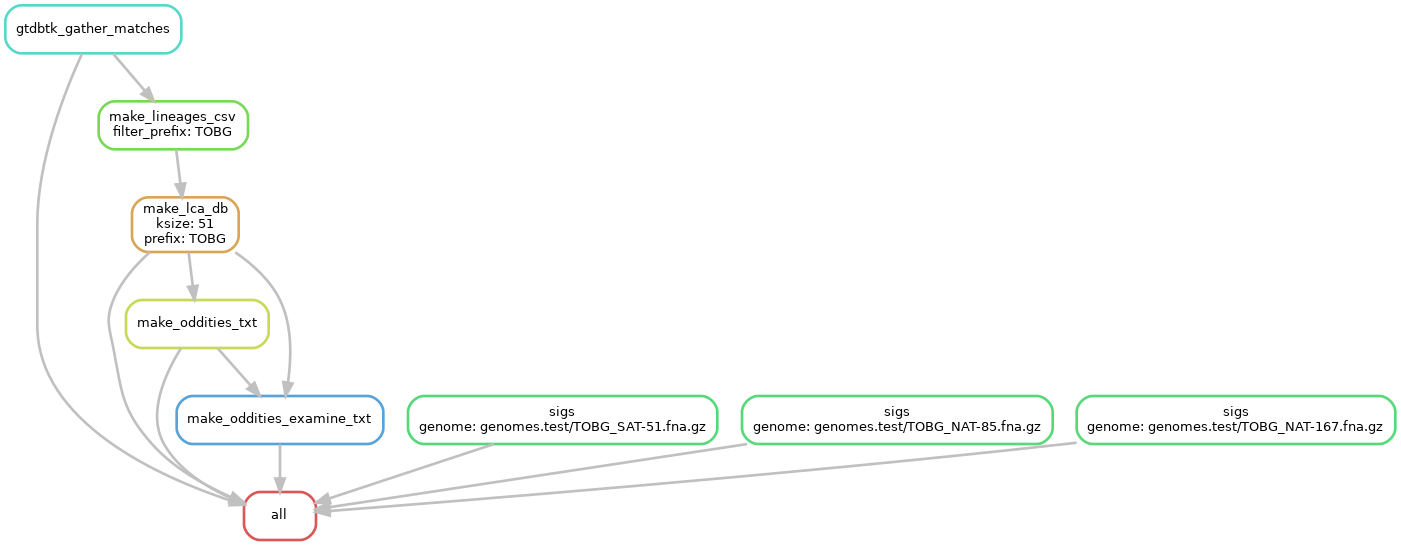 gtdbtk_gather_matches
make_lineages_csv
filter_prefix: TOBG
make_lca_db
ksize: 51
prefix: TOBG
make_oddities_txt
make_oddities_examine_txt
sigs
genome: genomes.test/TOBG_SAT-51.fna.gz
sigs
genome: genomes.test/TOBG_NAT-85.fna.gz
sigs
genome: genomes.test/TOBG_NAT-167.fna.gz
all